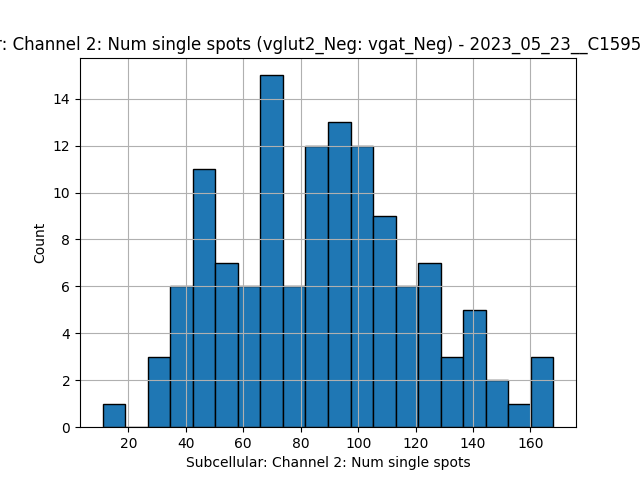 : Channel 2: Num single spots (vglut2_Neg: vgat_Neg) - 2023_05_23__C1595
14
12
10
8
6
4
2
0
Count
20 40 60 80 100 120 140 160
Subcellular: Channel 2: Num single spots